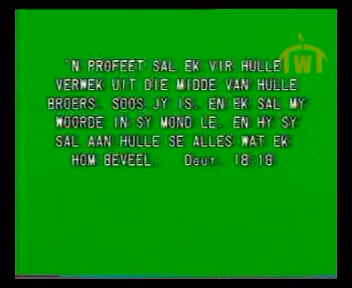 'N PROFEET SAL EK VIR HULLE
VERWEK UIT DIE MIDDE VAN HULLE
BROERS, SOOS JY IS, EN EK SAL MY
WOORDE IN SY MOND LE, EN HY SY
SAL AAN HULLE SE ALLES WAT EK
HOM BEVEEL. Deut. 18:18